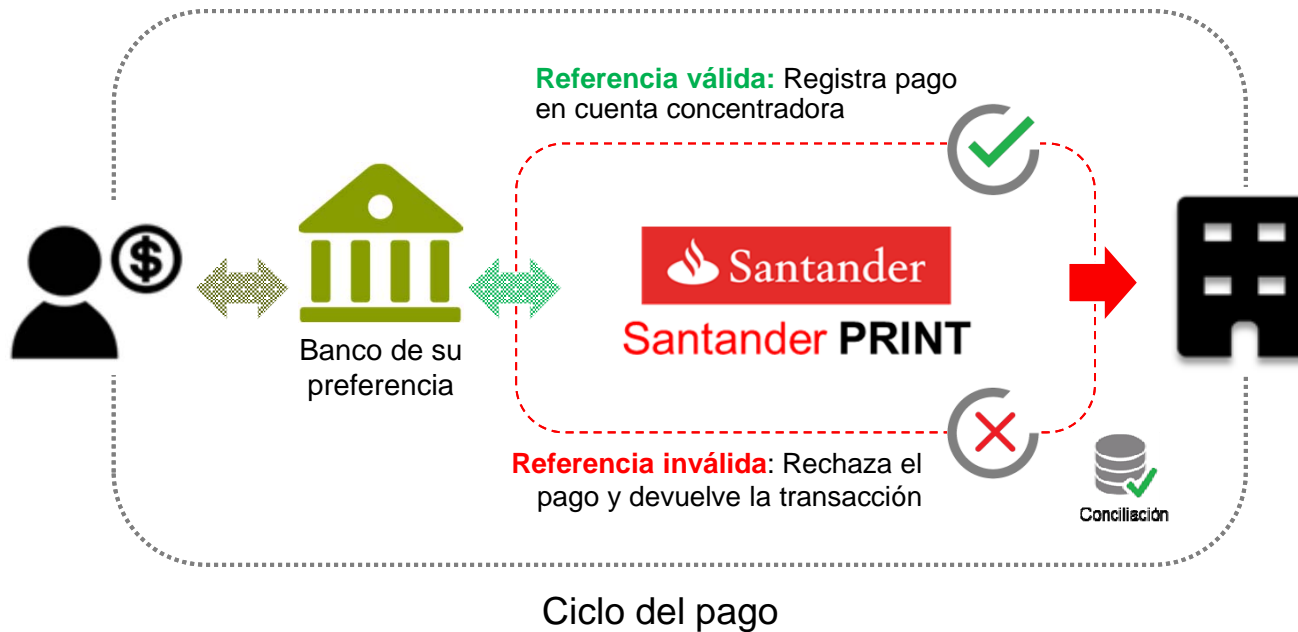 Referencia válida: Registra pago
en cuenta concentradora
$
Santander
Santander PRINT
Banco de su
preferencia
Referencia inválida: Rechaza el
pago y devuelve la transacción
Conciliación
Ciclo del pago